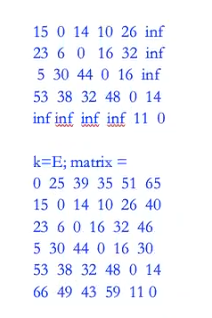 15 0 14 10 26 inf
23 6 0 16 32 inf
5 30 44 0 16 inf
53 38 32 48 0 14
inf inf inf inf 11 0
k=E; matrix =
0 25 39 35 51 65
15 0 14 10 26 40
23 6 0 16 32 46
5 30 44 0 16 30
53 38 32 48 0 14
66 49 43 59 11 0